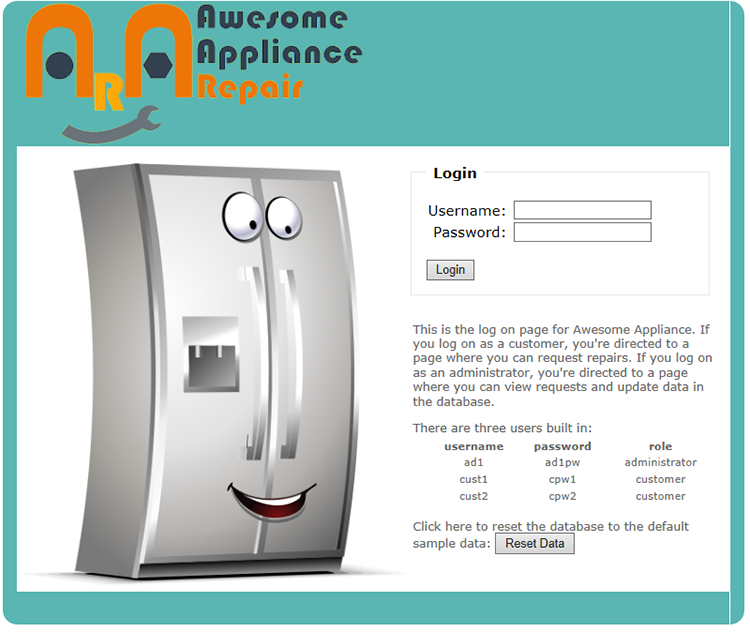 Awesome
Appliance
Repair
ARA
Login
Username:
Password:
Login
This is the log on page for Awesome Appliance. If
you log on as a customer, you're directed to a
page where you can request repairs. If you log on
as an administrator, you're directed to a page
where you can view requests and update data in
the database.
There are three users built in:
username password role
ad1 ad1pw administrator
cust1 cpw1 customer
cust2 cpw2 customer
Click here to reset the database to the default
sample data: Reset Data